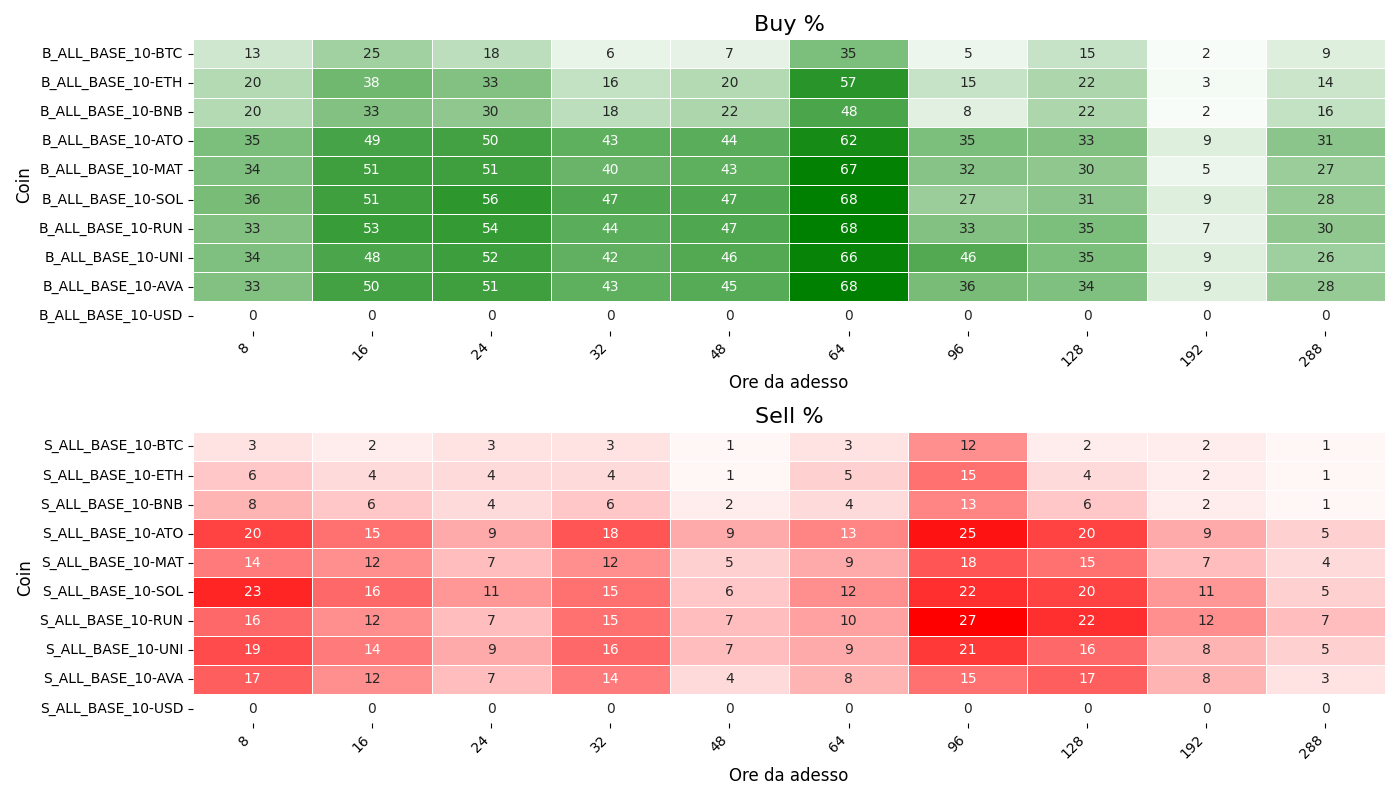 Buy %
Coin
B_ALL_BASE_10-BTC 13 25 18 6 7 35 5 15 2 9
B_ALL_BASE_10-ETH 20 38 33 16 20 57 15 22 3 14
B_ALL_BASE_10-BNB 20 33 30 18 22 48 8 22 2 16
B_ALL_BASE_10-ATO 35 49 50 43 44 62 35 33 9 31
B_ALL_BASE_10-MAT 34 51 51 40 43 67 32 30 5 27
B_ALL_BASE_10-SOL 36 51 56 47 47 68 27 31 9 28
B_ALL_BASE_10-RUN 33 53 54 44 47 68 33 35 7 30
B_ALL_BASE_10-UNI 34 48 52 42 46 66 46 35 9 26
B_ALL_BASE_10-AVA 33 50 51 43 45 68 36 34 9 28
B_ALL_BASE_10-USD 0 0 0 0 0 0 0 0 0 0
8 16 24 32 48 64 96 128 192 288
Ore da adesso
Sell %
Coin
S_ALL_BASE_10-BTC 3 2 3 3 1 3 12 2 2 1
S_ALL_BASE_10-ETH 6 4 4 4 1 5 15 4 2 1
S_ALL_BASE_10-BNB 8 6 4 6 2 4 13 6 2 1
S_ALL_BASE_10-ATO 20 15 9 18 9 13 25 20 9 5
S_ALL_BASE_10-MAT 14 12 7 12 5 9 18 15 7 4
S_ALL_BASE_10-SOL 23 16 11 15 6 12 22 20 11 5
S_ALL_BASE_10-RUN 16 12 7 15 7 10 27 22 12 7
S_ALL_BASE_10-UNI 19 14 9 16 7 9 21 16 8 5
S_ALL_BASE_10-AVA 17 12 7 14 4 8 15 17 8 3
S_ALL_BASE_10-USD 0 0 0 0 0 0 0 0 0 0
8 16 24 32 48 64 96 128 192 288
Ore da adesso